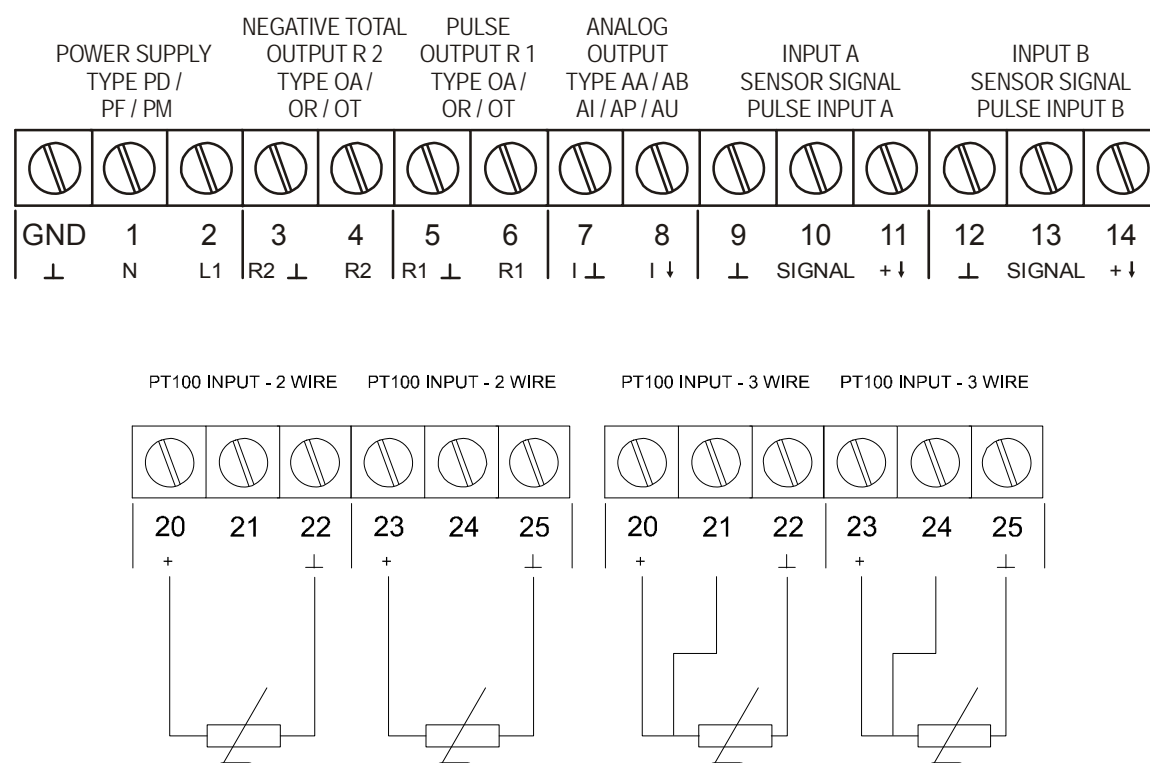 POWER SUPPLY
TYPE PD /
PF / PM
NEGATIVE TOTAL
OUTPUT R 2
TYPE OA /
OR / OT
PULSE
OUTPUT R 1
TYPE OA /
OR / OT
ANALOG
OUTPUT
TYPE AA / AB
AI / AP / AU
INPUT A
SENSOR SIGNAL
PULSE INPUT A
INPUT B
SENSOR SIGNAL
PULSE INPUT B
GND 1 2 3 4 5 6 7 8 9 10 11 12 13 14
⊥ N L1 R2 ⊥ R2 R1 ⊥ R1 I ⊥ I ↓ ⊥ SIGNAL + ↓ ⊥ SIGNAL + ↓
PT100 INPUT - 2 WIRE PT100 INPUT - 2 WIRE PT100 INPUT - 3 WIRE PT100 INPUT - 3 WIRE
20 21 22 23 24 25 20 21 22 23 24 25
+ ⊥ + ⊥ + ⊥ + ⊥